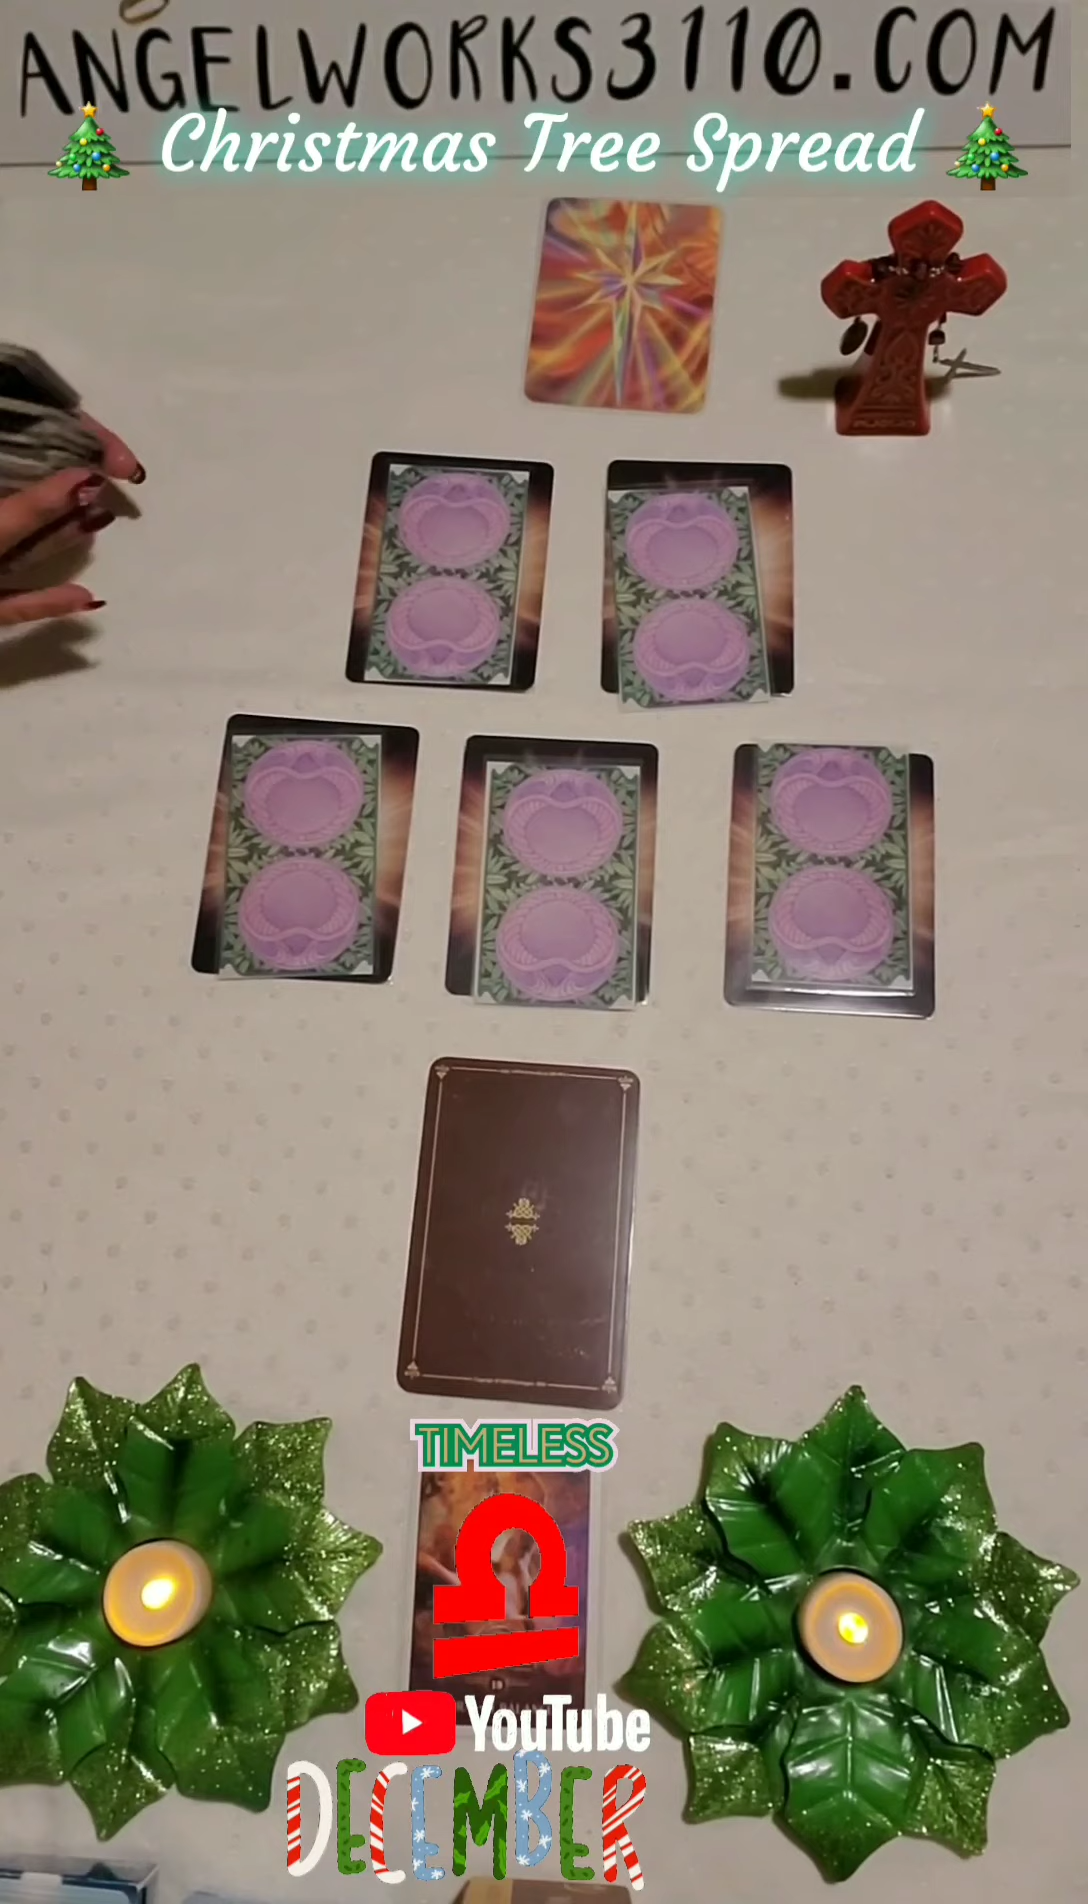 ANGELWORKS3110.COM
Christmas Tree Spread
TIMELESS
YouTube
DECEMBER